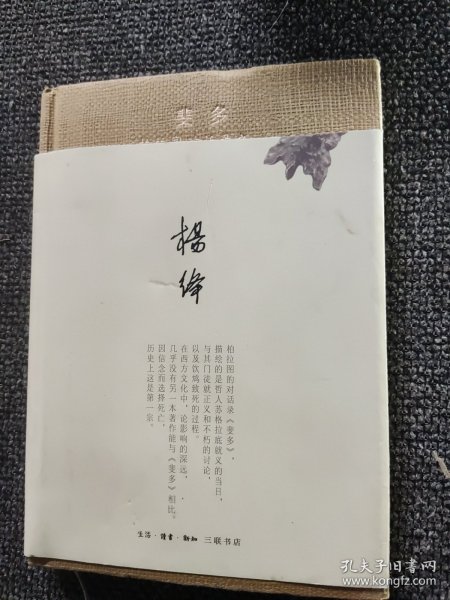 斐多
杨绛
柏拉图的对话录《斐多》,
描绘的是哲人苏格拉底就义的当日,
与其门徒就正义和不朽的讨论,
以及饮鸩致死的过程。
在西方文化中,论影响的深远,
几乎没有另一本著作能与《斐多》相比。
因信念而选择死亡,
历史上这是第一宗。
生活·讀書·新知 三联书店
孔夫子旧书网
www.kongfz.com